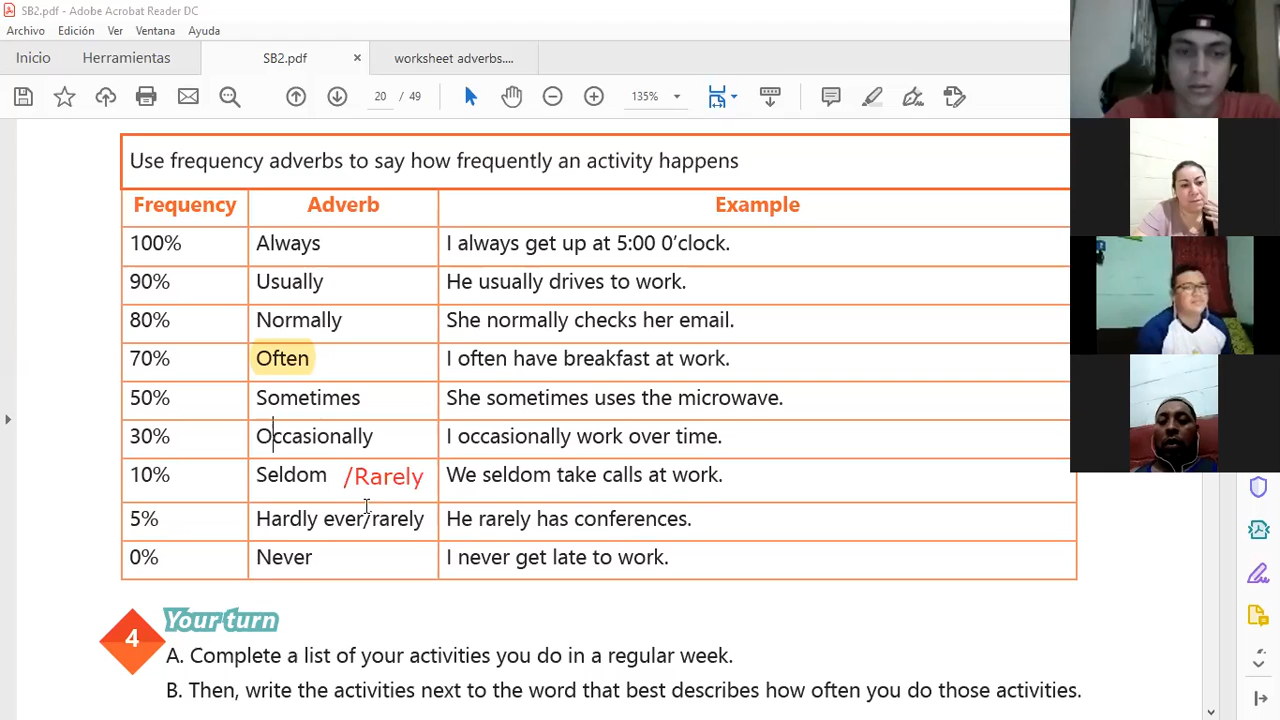 SB2.pdf - Adobe Acrobat Reader DC
Archivo Edición Ver Ventana Ayuda
Inicio Herramientas SB2.pdf × worksheet adverbs....
20 / 49 135%
Use frequency adverbs to say how frequently an activity happens
Frequency Adverb Example
100% Always I always get up at 5:00 0’clock.
90% Usually He usually drives to work.
80% Normally She normally checks her email.
70% Often I often have breakfast at work.
50% Sometimes She sometimes uses the microwave.
30% Occasionally I occasionally work over time.
10% Seldom /Rarely We seldom take calls at work.
5% Hardly ever/rarely He rarely has conferences.
0% Never I never get late to work.
4 Your turn
A. Complete a list of your activities you do in a regular week.
B. Then, write the activities next to the word that best describes how often you do those activities.